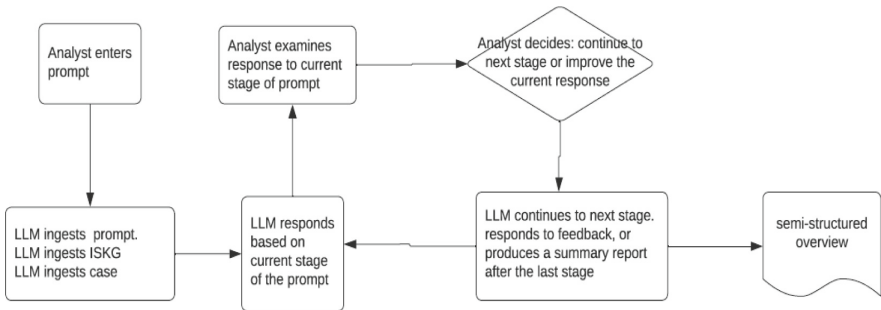 Analyst enters
prompt
Analyst examines
response to current
stage of prompt
Analyst decides: continue to
next stage or improve the
current response
LLM ingests prompt.
LLM ingests ISKG
LLM ingests case
LLM responds
based on
current stage
of the prompt
LLM continues to next stage.
responds to feedback, or
produces a summary report
after the last stage
semi-structured
overview